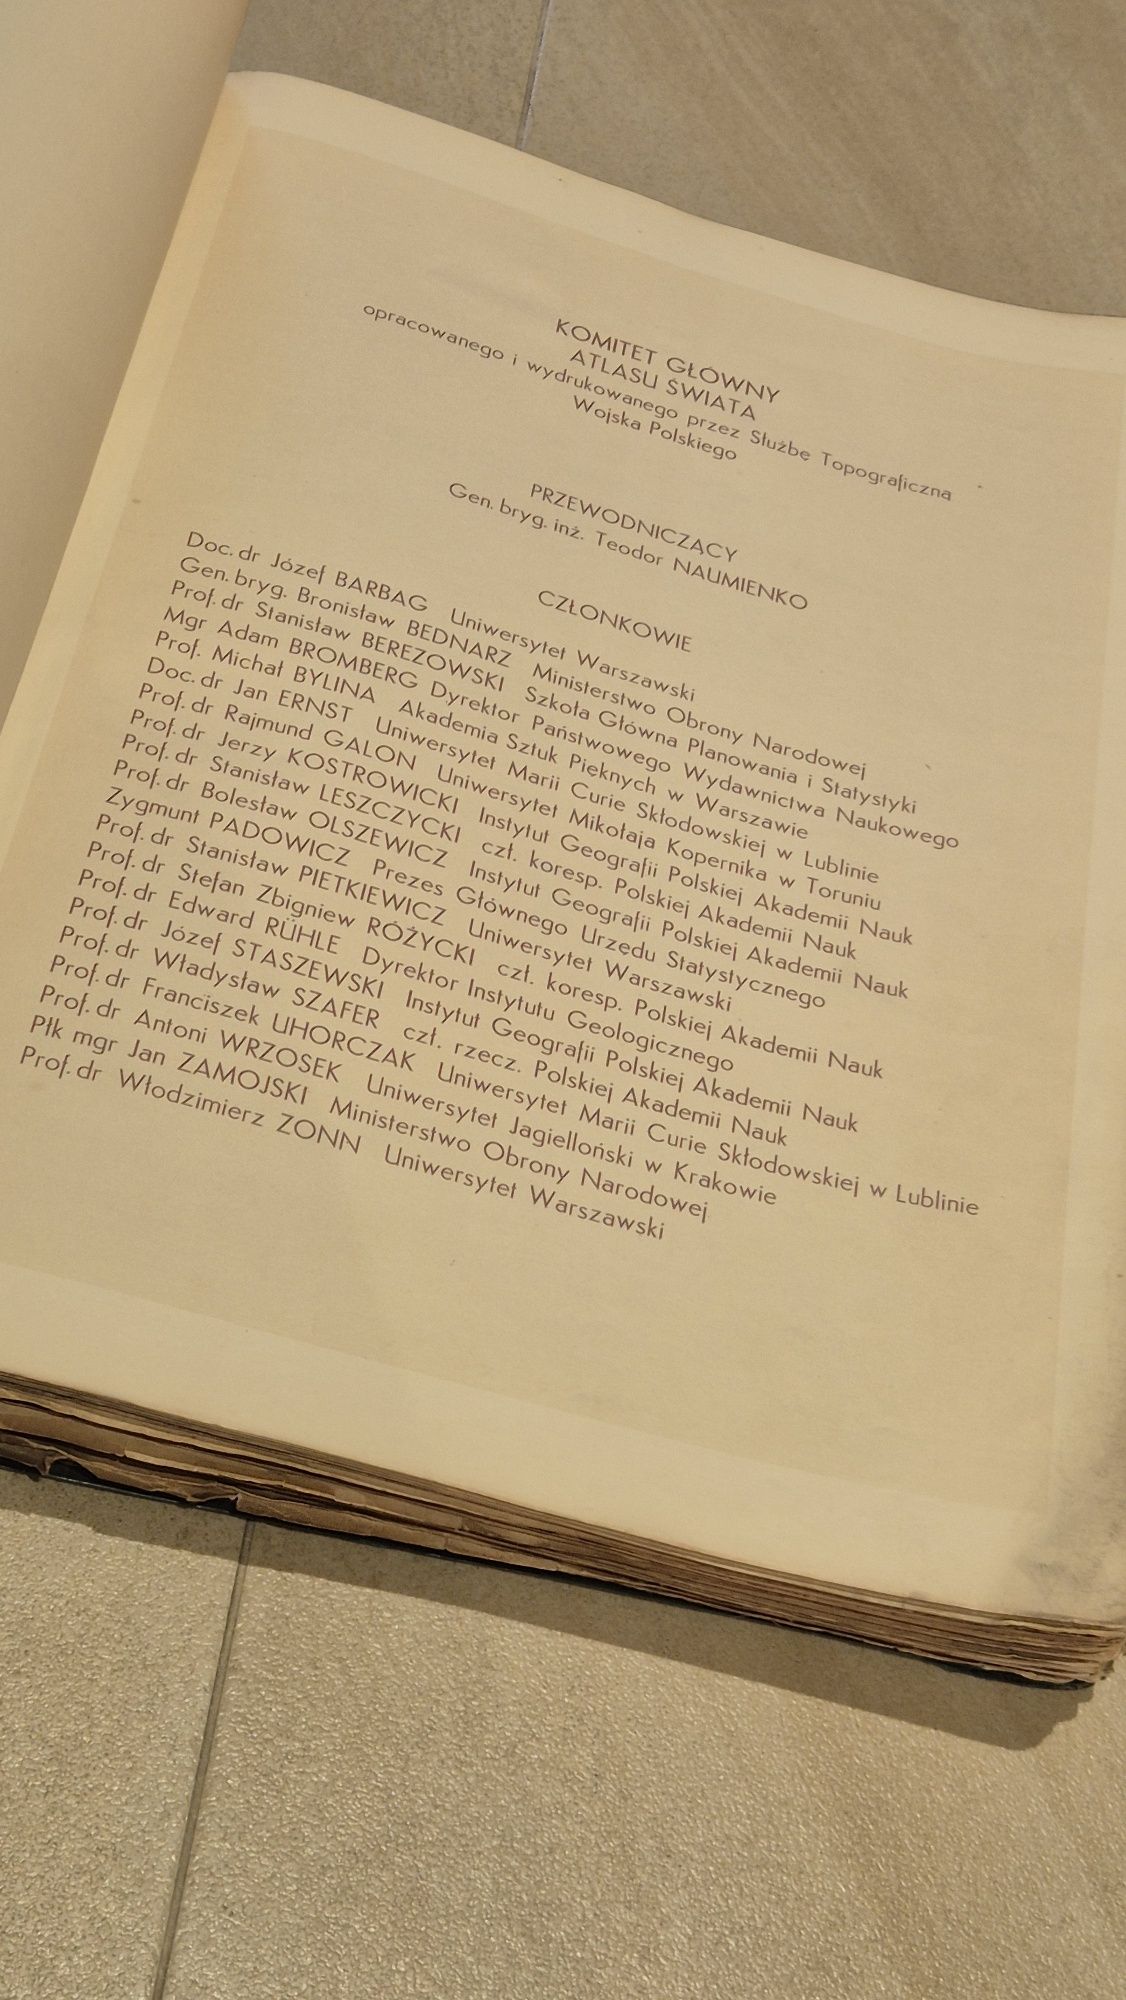 KOMITET GŁÓWNY
ATLASU ŚWIATA
opracowanego i wydrukowanego przez Służbę Topograficzna
Wojska Polskiego
PRZEWODNICZĄCY
Gen. bryg. inż. Teodor NAUMIENKO
CZŁONKOWIE
Doc. dr Józef BARBAG Uniwersytet Warszawski
Gen. bryg. Bronisław BEDNARZ Ministerstwo Obrony Narodowej
Prof. dr Stanisław BEREZOWSKI Szkoła Główna Planowania i Statystyki
Mgr Adam BROMBERG Dyrektor Państwowego Wydawnictwa Naukowego
Prof. Michał BYLINA Akademia Sztuk Pięknych w Warszawie
Doc. dr Jan ERNST Uniwersytet Marii Curie Skłodowskiej w Lublinie
Prof. dr Rajmund GALON Uniwersytet Mikołaja Kopernika w Toruniu
Prof. dr Jerzy KOSTROWICKI Instytut Geografii Polskiej Akademii Nauk
Prof. dr Stanisław LESZCZYCKI czł. koresp. Polskiej Akademii Nauk
Prof. dr Bolesław OLSZEWICZ Instytut Geografii Polskiej Akademii Nauk
Zygmunt PADOWICZ Prezes Głównego Urzędu Statystycznego
Prof. dr Stanisław PIETKIEWICZ Uniwersytet Warszawski
Prof. dr Stefan Zbigniew RÓŻYCKI czł. koresp. Polskiej Akademii Nauk
Prof. dr Edward RÜHLE Dyrektor Instytutu Geologicznego
Prof. dr Józef STASZEWSKI Instytut Geografii Polskiej Akademii Nauk
Prof. dr Władysław SZAFER czł. rzecz. Polskiej Akademii Nauk
Prof. dr Franciszek UHORCZAK Uniwersytet Marii Curie Skłodowskiej w Lublinie
Prof. dr Antoni WRZOSEK Uniwersytet Jagielloński w Krakowie
Płk mgr Jan ZAMOJSKI Ministerstwo Obrony Narodowej
Prof. dr Włodzimierz ZONN Uniwersytet Warszawski